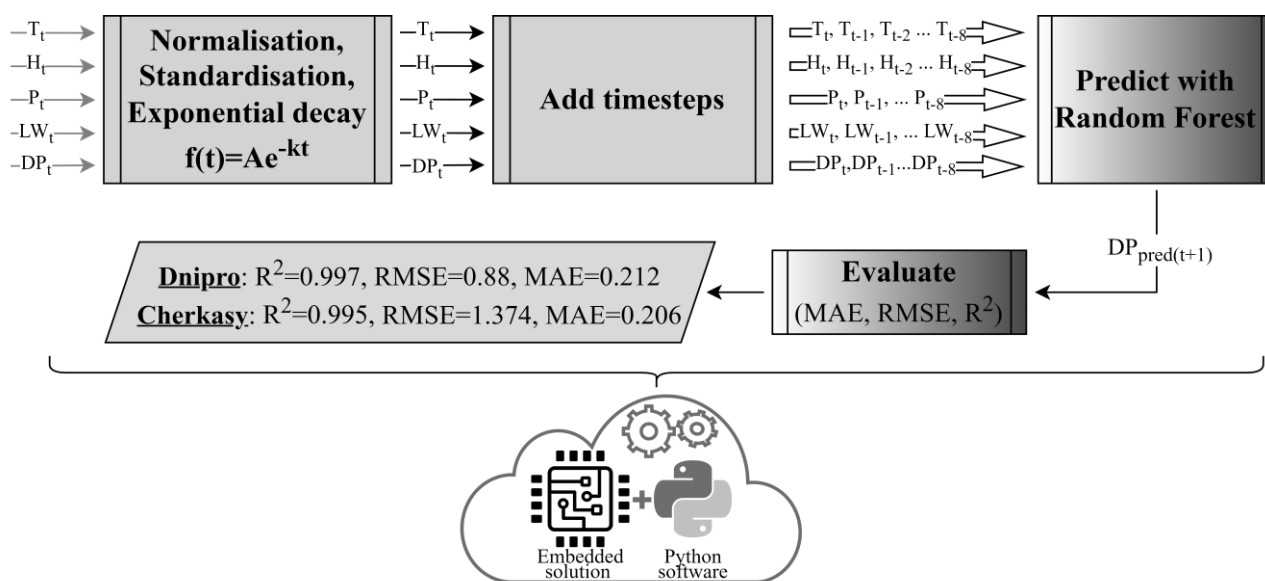 T_t
H_t
P_t
LW_t
DP_t
Normalisation,
Standardisation,
Exponential decay
f(t)=Ae^-kt
T_t
H_t
P_t
LW_t
DP_t
Add timesteps
T_t, T_t-1, T_t-2 ... T_t-8
H_t, H_t-1, H_t-2 ... H_t-8
P_t, P_t-1, ... P_t-8
LW_t, LW_t-1, ... LW_t-8
DP_t,DP_t-1...DP_t-8
Predict with
Random Forest
DP_pred(t+1)
Evaluate
(MAE, RMSE, R^2)
Dnipro: R^2=0.997, RMSE=0.88, MAE=0.212
Cherkasy: R^2=0.995, RMSE=1.374, MAE=0.206
+
Embedded
solution
Python
software